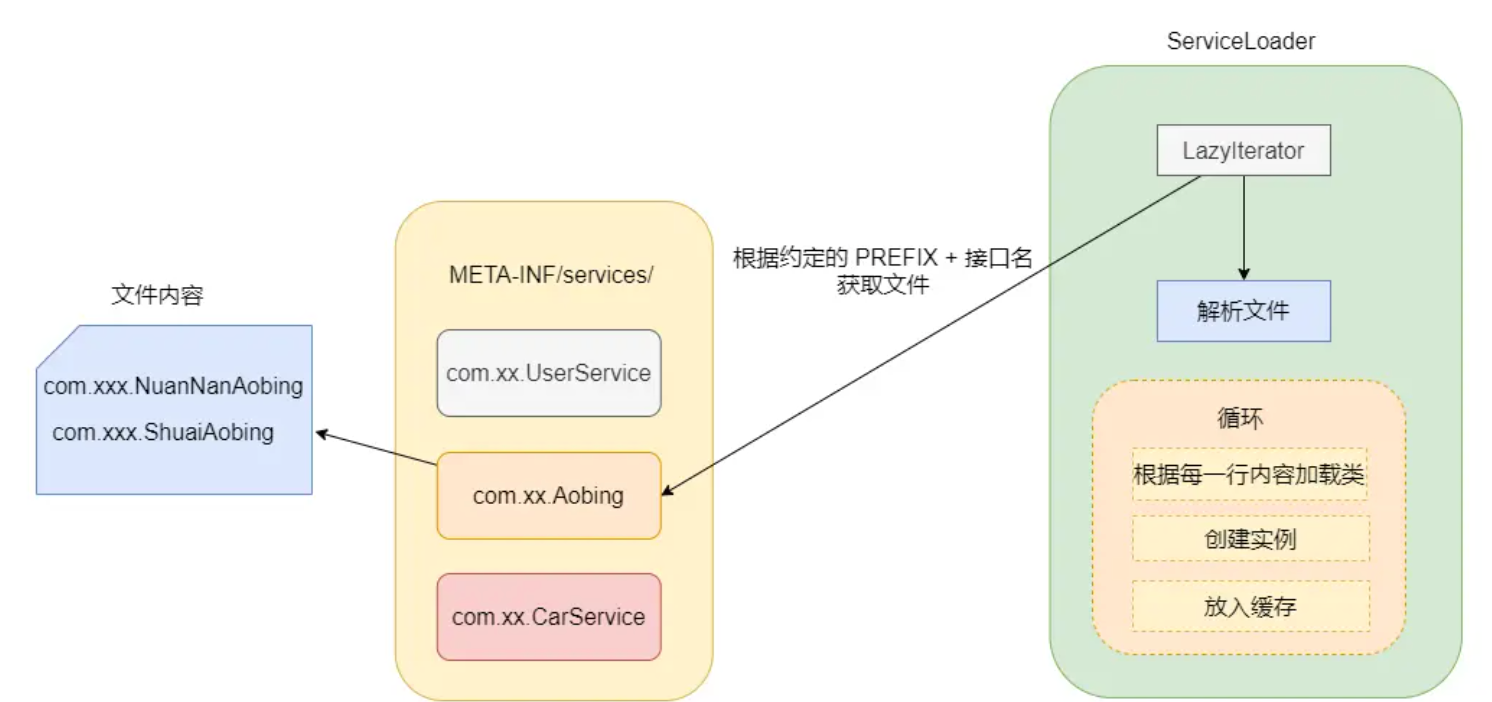 ServiceLoader
LazyIterator
根据约定的 PREFIX + 接口名
获取文件
META-INF/services/
文件内容
解析文件
com.xx.UserService
com.xxx.NuanNanAobing
com.xxx.ShuaiAobing
循环
根据每一行内容加载类
com.xx.Aobing
创建实例
放入缓存
com.xx.CarService